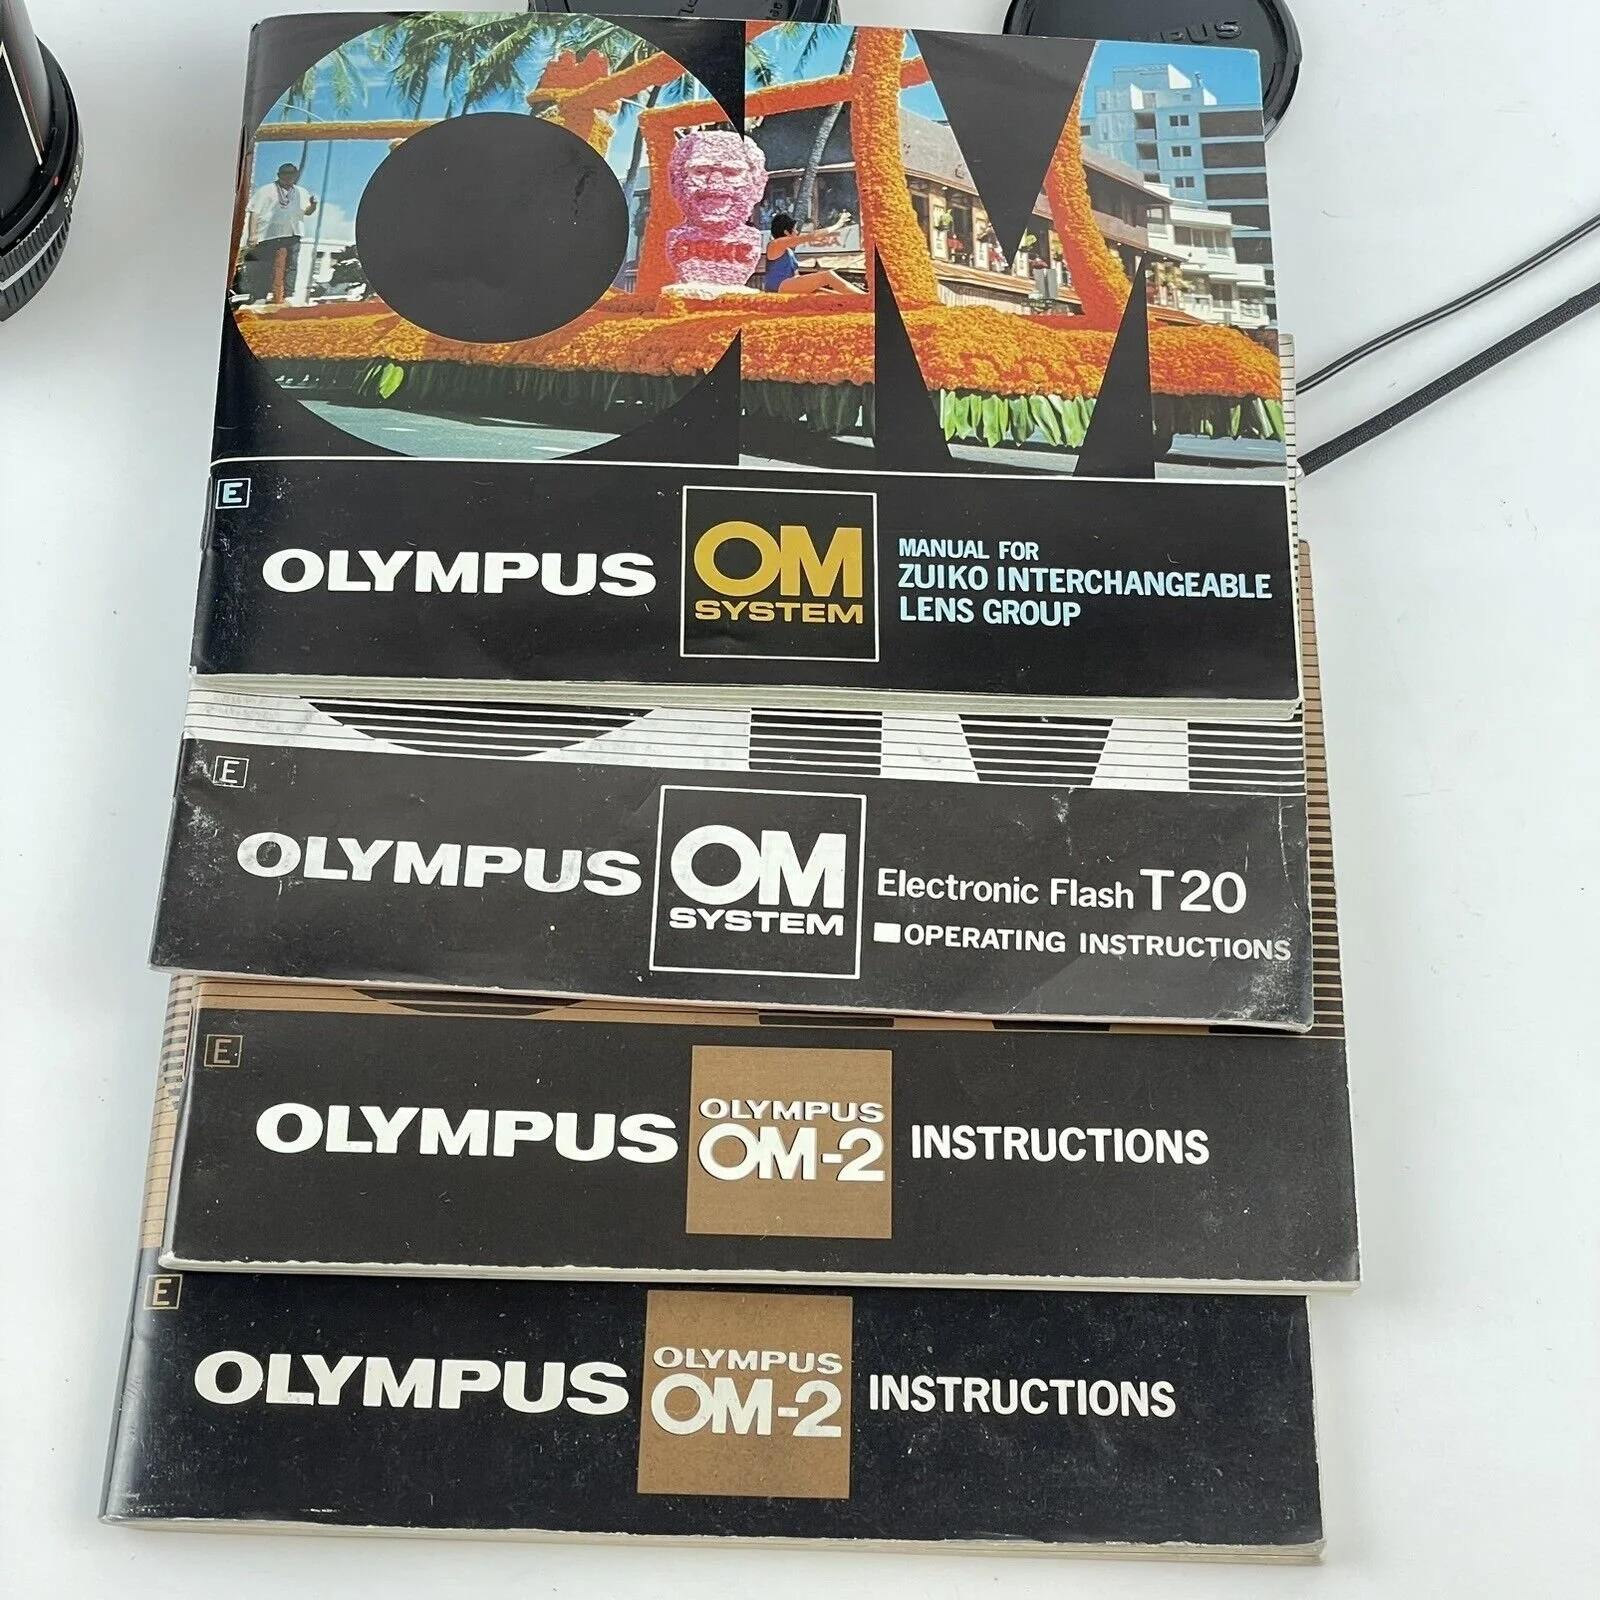 E
OLYMPUS
OM
SYSTEM
MANUAL FOR
ZUIKO INTERCHANGEABLE
LENS GROUP
E
OLYMPUS
OM
SYSTEM
Electronic Flash T20
OPERATING INSTRUCTIONS
E
OLYMPUS
OLYMPUS
OM-2
INSTRUCTIONS
E
OLYMPUS
OLYMPUS
OM-2
INSTRUCTIONS